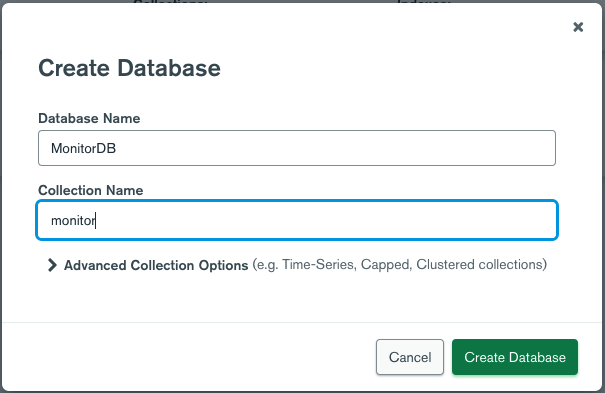 Create Database
Database Name
MonitorDB
Collection Name
monitor
Advanced Collection Options (e.g. Time-Series, Capped, Clustered collections)
Cancel Create Database